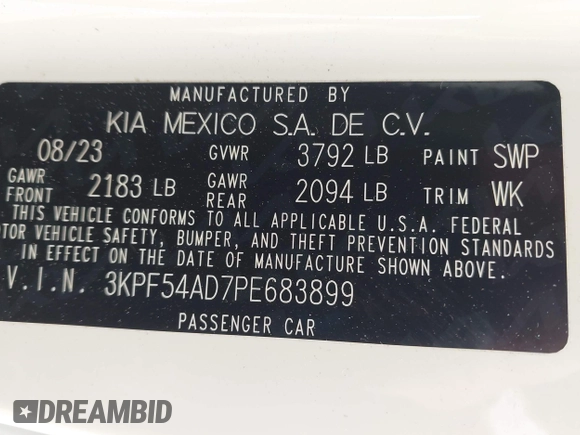 MANUFACTURED BY
KIA MEXICO S.A. DE C.V.
08/23 GVWR 3792 LB PAINT SWP
GAWR FRONT 2183 LB GAWR REAR 2094 LB TRIM WK
THIS VEHICLE CONFORMS TO ALL APPLICABLE U.S.A. FEDERAL
OTOR VEHICLE SAFETY, BUMPER, AND THEFT PREVENTION STANDARDS
IN EFFECT ON THE DATE OF MANUFACTURE SHOWN ABOVE.
V.I.N. 3KPF54AD7PE683899
PASSENGER CAR
DREAMBID